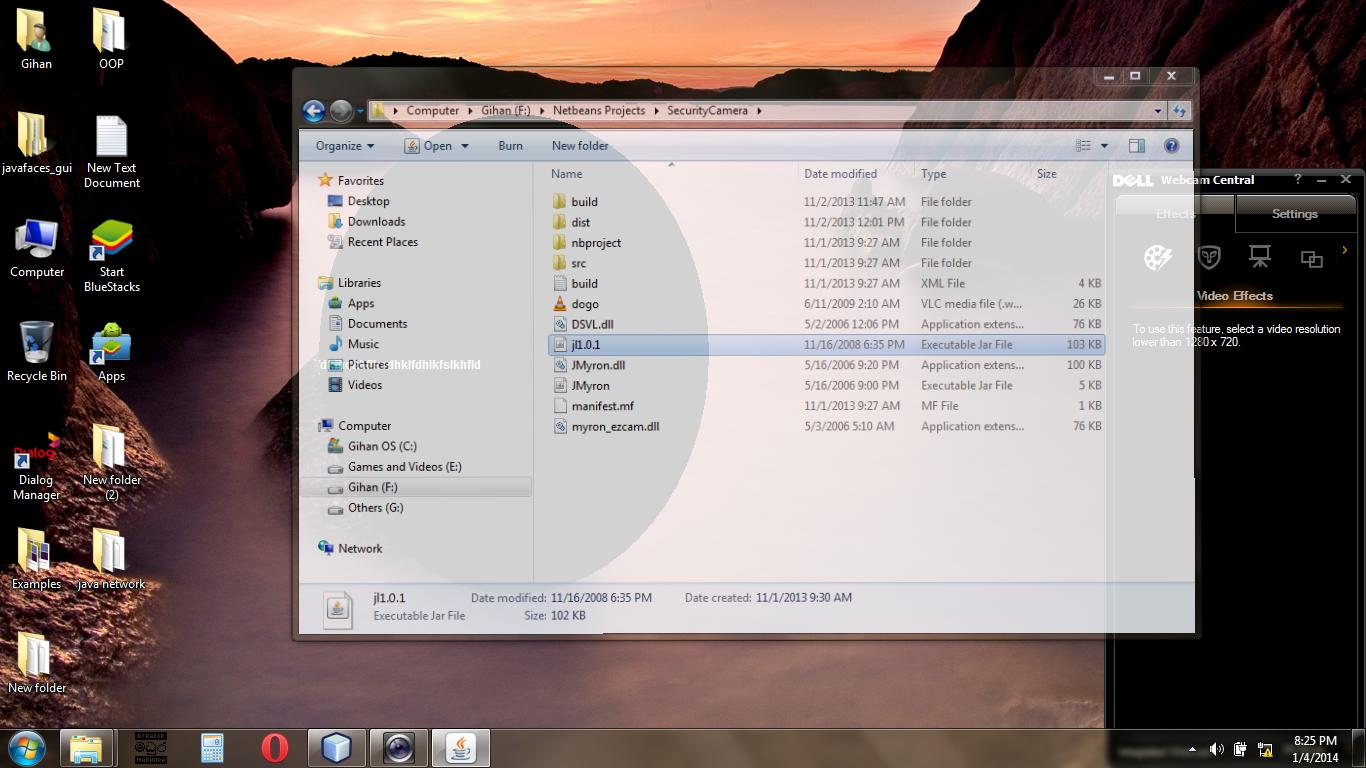 Gihan
OOP
javafaces_gui
New Text
Document
Computer
Start
BlueStacks
Recycle Bin
Apps
Dialog
Dialog
Manager
New folder
(2)
Examples
java network
New folder
Computer Gihan (F:) Netbeans Projects SecurityCamera
Organize Open Burn New folder
Favorites
Desktop
Downloads
Recent Places
Libraries
Apps
Documents
Music
Pictures
Videos
Computer
Gihan OS (C:)
Games and Videos (E:)
Gihan (F:)
Others (G:)
Network
Name Date modified Type Size
build 11/2/2013 11:47 AM File folder
dist 11/2/2013 12:01 PM File folder
nbproject 11/1/2013 9:27 AM File folder
src 11/1/2013 9:27 AM File folder
build 11/1/2013 9:27 AM XML File 4 KB
dogo 6/11/2009 2:10 AM VLC media file (.w... 26 KB
DSVL.dll 5/2/2006 12:06 PM Application extens... 76 KB
jl1.0.1 11/16/2008 6:35 PM Executable Jar File 103 KB
JMyron.dll 5/16/2006 9:20 PM Application extens... 100 KB
JMyron 5/16/2006 9:00 PM Executable Jar File 5 KB
manifest.mf 11/1/2013 9:27 AM MF File 1 KB
myron_ezcam.dll 5/3/2006 5:10 AM Application extens... 76 KB
jl1.0.1 Date modified: 11/16/2008 6:35 PM Date created: 11/1/2013 9:30 AM
Executable Jar File Size: 102 KB
DELL Webcam Central ?
Effects Settings
Video Effects
To use this feature, select a video resolution
lower than 1280 x 720.
මධුර
MADHURA
8:25 PM
1/4/2014